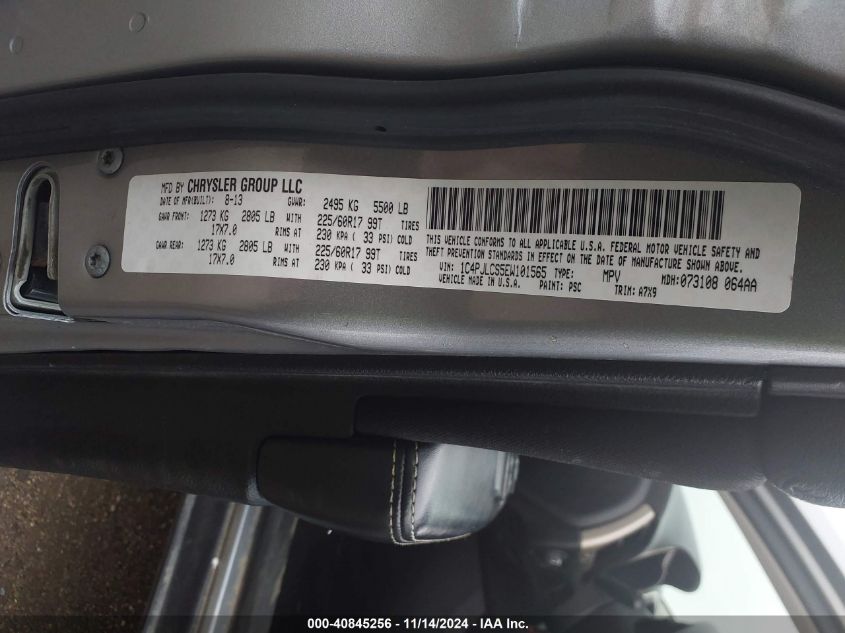 MFD BY CHRYSLER GROUP LLC
DATE OF MFR(BUILT): 8-13 GVWR: 2495 KG 5500 LB
GAWR FRONT: 1273 KG 2805 LB WITH 225/60R17 99T TIRES
17X7.0 RIMS AT 230 KPA ( 33 PSI) COLD
GAWR REAR: 1273 KG 2805 LB WITH 225/60R17 99T TIRES
17X7.0 RIMS AT 230 KPA ( 33 PSI) COLD
THIS VEHICLE CONFORMS TO ALL APPLICABLE U.S.A. FEDERAL MOTOR VEHICLE SAFETY AND
THEFT PREVENTION STANDARDS IN EFFECT ON THE DATE OF MANUFACTURE SHOWN ABOVE.
VIN: 1C4PJLCS5EW101565 TYPE: MPV MDH: 073108 064AA
VEHICLE MADE IN U.S.A. PAINT: PSC TRIM: A7X9
000-40845256 - 11/14/2024 - IAA Inc.